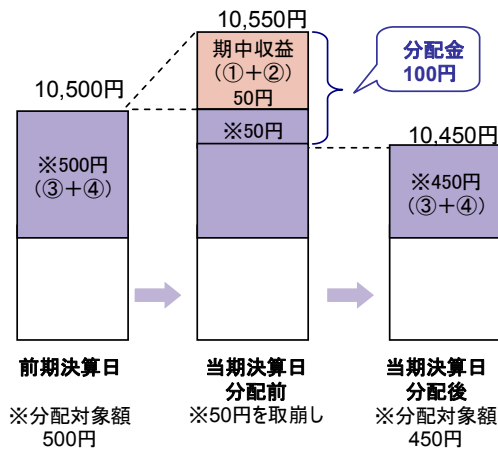 10,550円
期中収益
(①+②)
50円
分配金
100円
10,500円
※50円
10,450円
※500円
(③+④)
※450円
(③+④)
前期決算日
当期決算日
分配前
当期決算日
分配後
※分配対象額
500円
※50円を取崩し
※分配対象額
450円